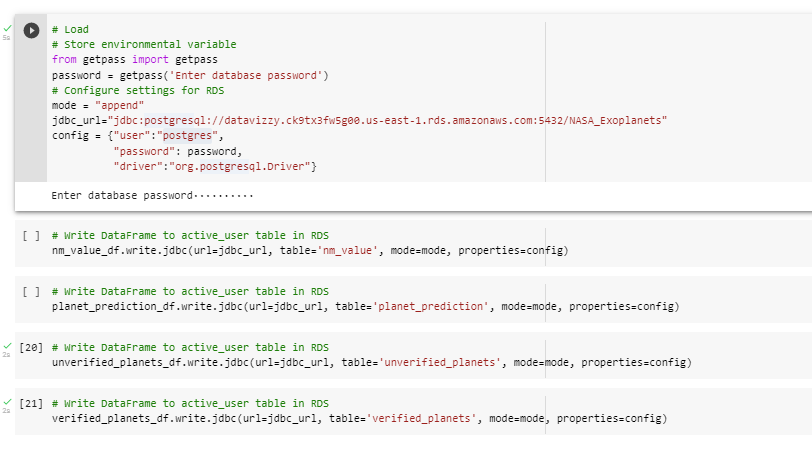 # Load
# Store environmental variable
from getpass import getpass
password = getpass('Enter database password')
# Configure settings for RDS
mode = "append"
jdbc_url="jdbc:postgresql://datavizzy.ck9tx3fw5g00.us-east-1.rds.amazonaws.com:5432/NASA_Exoplanets"
config = {"user":"postgres",
"password": password,
"driver":"org.postgresql.Driver"}
5s
Enter database password··········
[ ] # Write DataFrame to active_user table in RDS
nm_value_df.write.jdbc(url=jdbc_url, table='nm_value', mode=mode, properties=config)
[ ] # Write DataFrame to active_user table in RDS
planet_prediction_df.write.jdbc(url=jdbc_url, table='planet_prediction', mode=mode, properties=config)
[20] # Write DataFrame to active_user table in RDS
2s
unverified_planets_df.write.jdbc(url=jdbc_url, table='unverified_planets', mode=mode, properties=config)
[21] # Write DataFrame to active_user table in RDS
2s
verified_planets_df.write.jdbc(url=jdbc_url, table='verified_planets', mode=mode, properties=config)